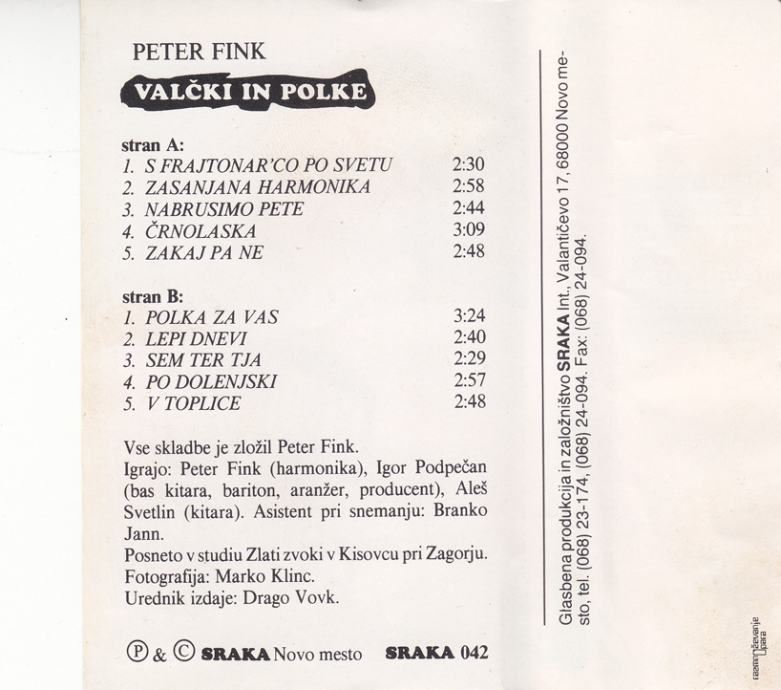 PETER FINK
VALČKI IN POLKE
stran A:
1. S FRAJTONAR'CO PO SVETU 2:30
2. ZASANJANA HARMONIKA 2:58
3. NABRUSIMO PETE 2:44
4. ČRNOLASKA 3:09
5. ZAKAJ PA NE 2:48
stran B:
1. POLKA ZA VAS 3:24
2. LEPI DNEVI 2:40
3. SEM TER TJA 2:29
4. PO DOLENJSKI 2:57
5. V TOPLICE 2:48
Vse skladbe je zložil Peter Fink.
Igrajo: Peter Fink (harmonika), Igor Podpečan
(bas kitara, bariton, aranžer, producent), Aleš
Svetlin (kitara). Asistent pri snemanju: Branko
Jann.
Posneto v studiu Zlati zvoki v Kisovcu pri Zagorju.
Fotografija: Marko Klinc.
Urednik izdaje: Drago Vovk.
Ⓟ & © SRAKA Novo mesto SRAKA 042
Glasbena produkcija in založništvo SRAKA Int., Valantičevo 17, 68000 Novo me-
sto, tel. (068) 23-174, (068) 24-094. Fax: (068) 24-094.